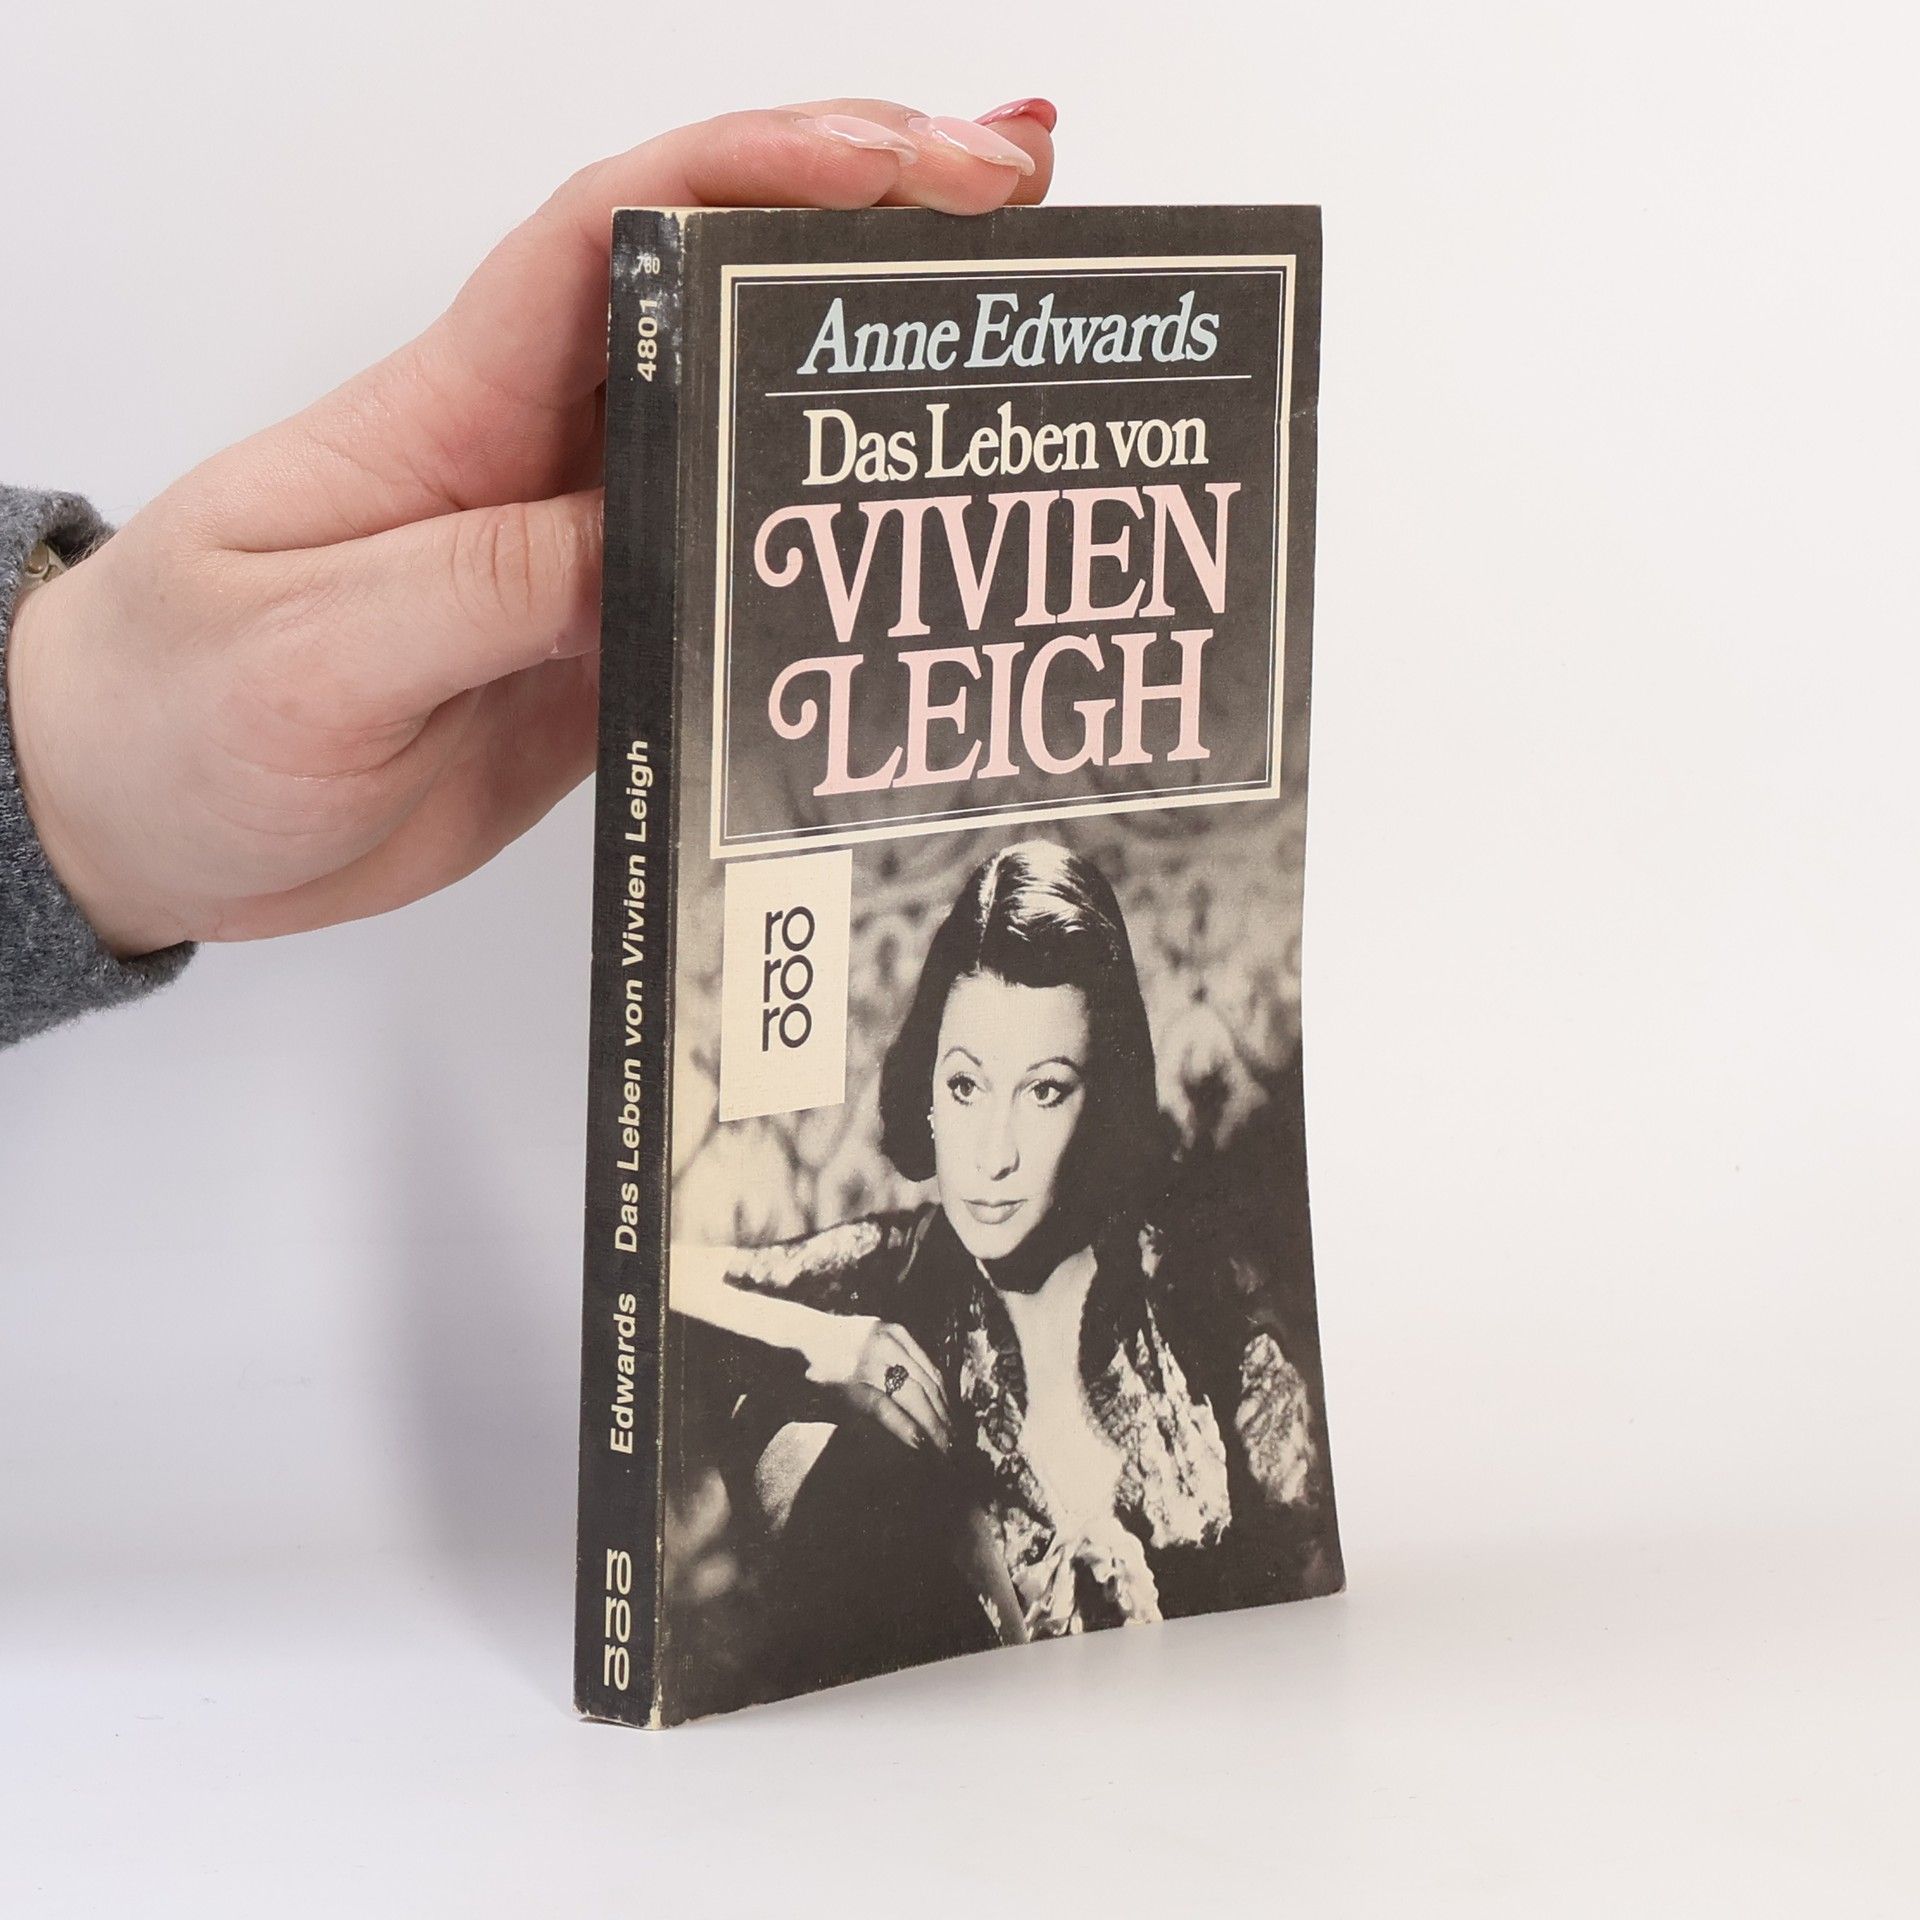 Anne Edwards
Das Leben von
VIVIEN
LEIGH
ro
ro
ro
780
4801
Edwards Das Leben von Vivien Leigh
ro
ro
ro